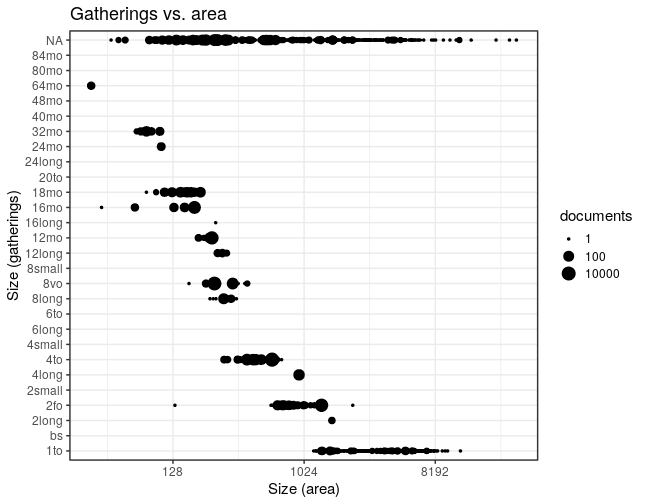 Gatherings vs. area
NA
84mo
80mo
64mo
48mo
40mo
32mo
24mo
24long
20to
18mo
16mo
16long
12mo
12long
8small
8vo
8long
6to
6long
4small
4to
4long
2small
2fo
2long
bs
1to
Size (gatherings)
128
1024
8192
Size (area)
documents
1
100
10000